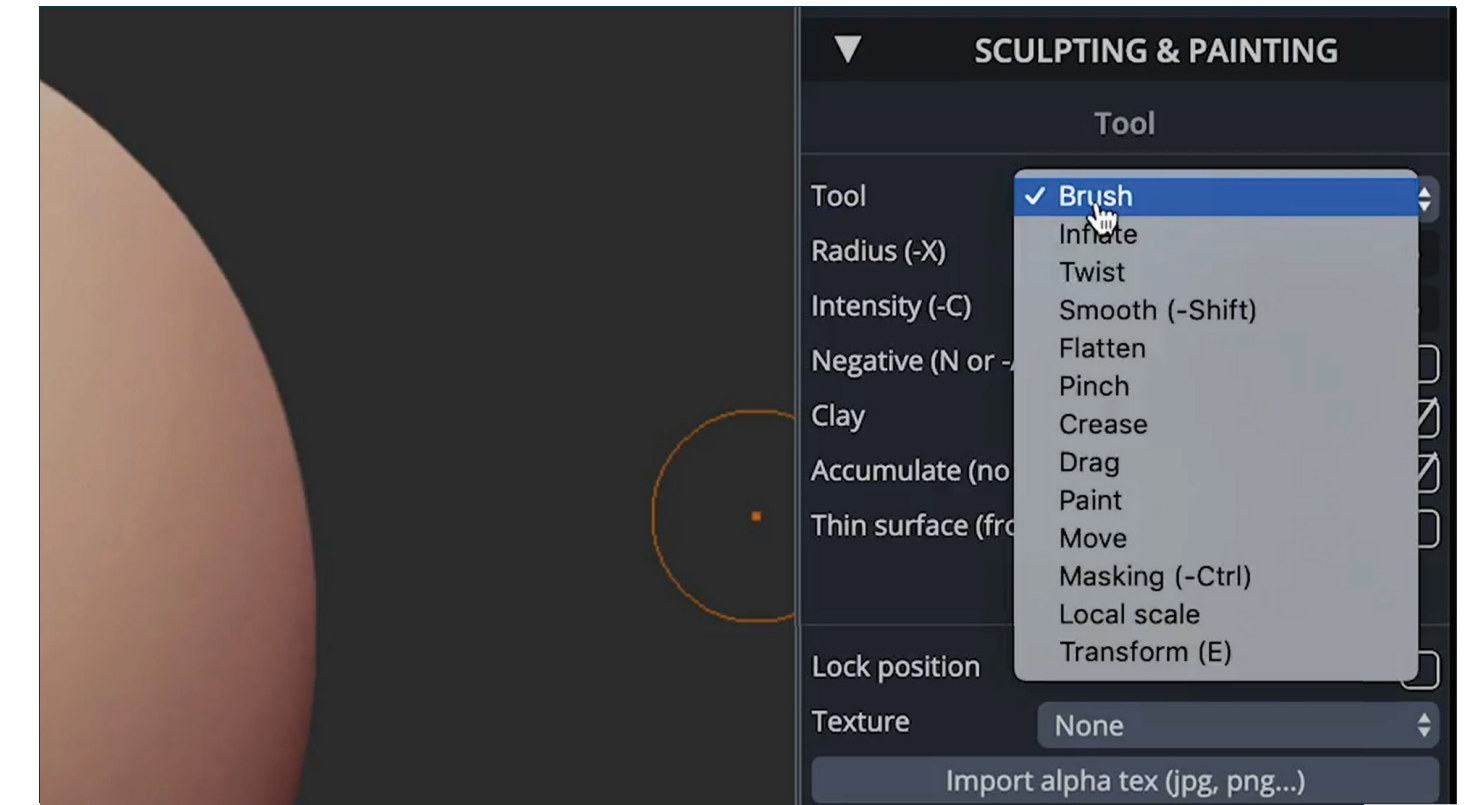 SCULPTING & PAINTING
Tool
Tool
Brush
Inflate
Radius (-X)
Twist
Intensity (-C)
Smooth (-Shift)
Negative (N or -
Flatten
Pinch
Clay
Crease
Accumulate (no
Drag
Paint
Thin surface (fro
Move
Masking (-Ctrl)
Local scale
Lock position
Transform (E)
Texture
None
Import alpha tex (jpg, png...)